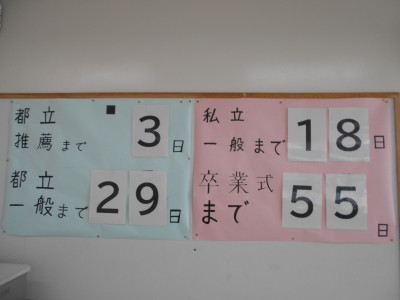 都立
推薦まで3日
都立
一般まで29日
私立
一般まで18日
卒業式
まで55日